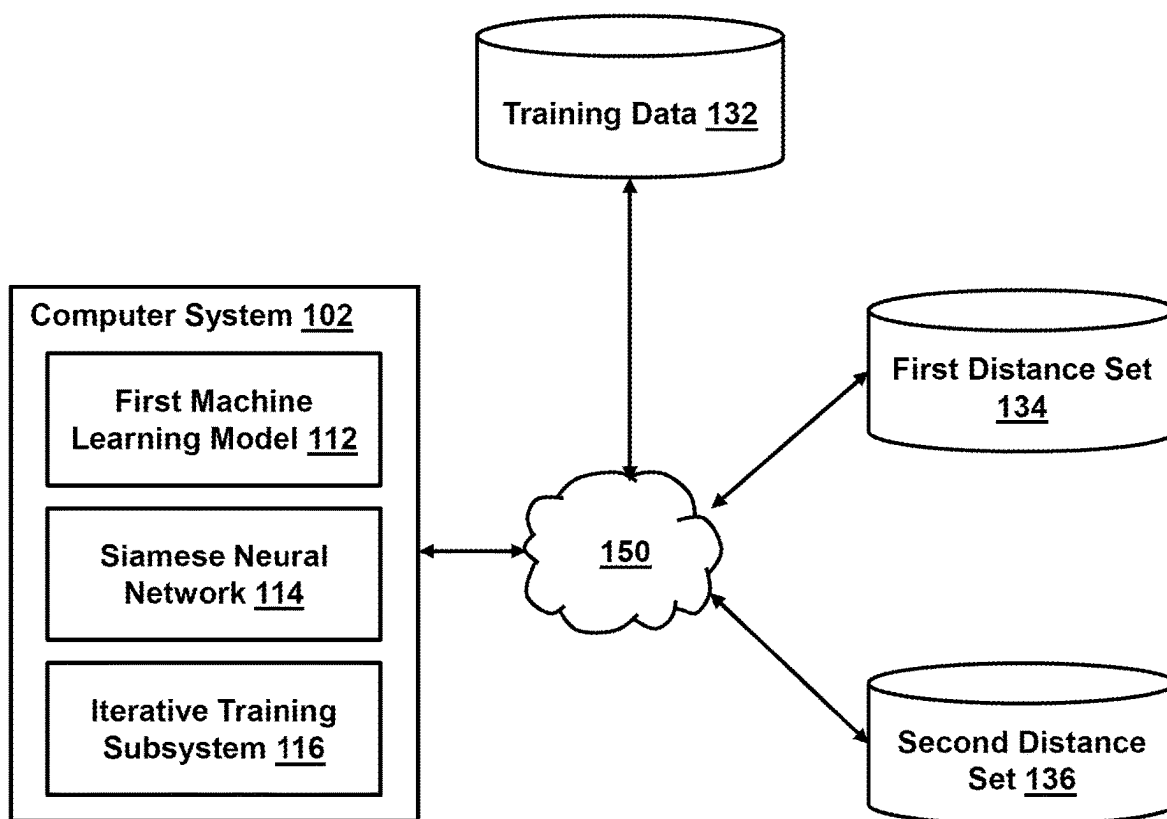 Training Data 132
Computer System 102
First Machine
Learning Model 112
Siamese Neural
Network 114
Iterative Training
Subsystem 116
150
First Distance Set
134
Second Distance
Set 136